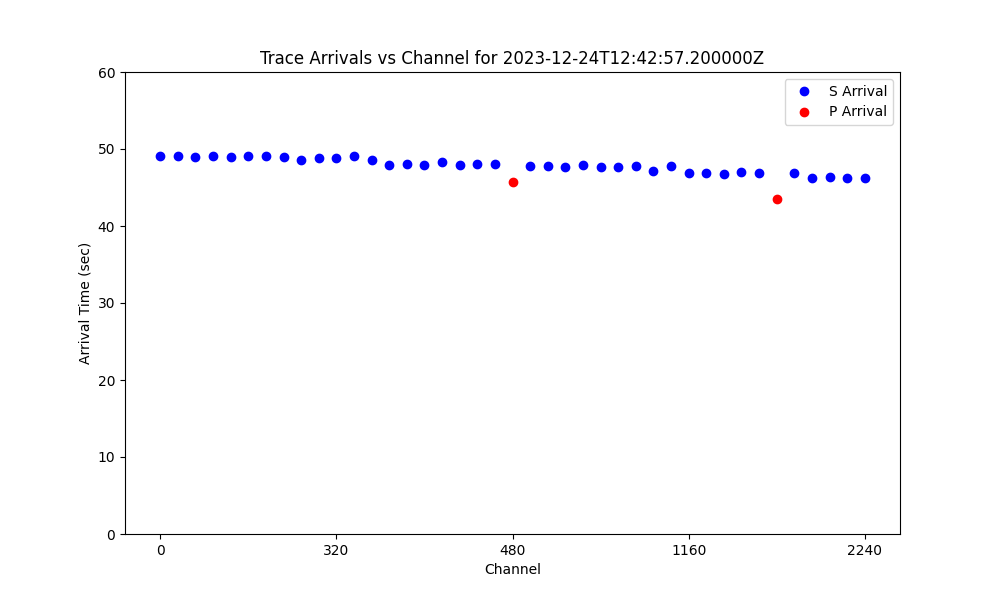 Trace Arrivals vs Channel for 2023-12-24T12:42:57.200000Z
60
50
40
30
20
10
0
Arrival Time (sec)
S Arrival
P Arrival
0 320 480 1160 2240
Channel